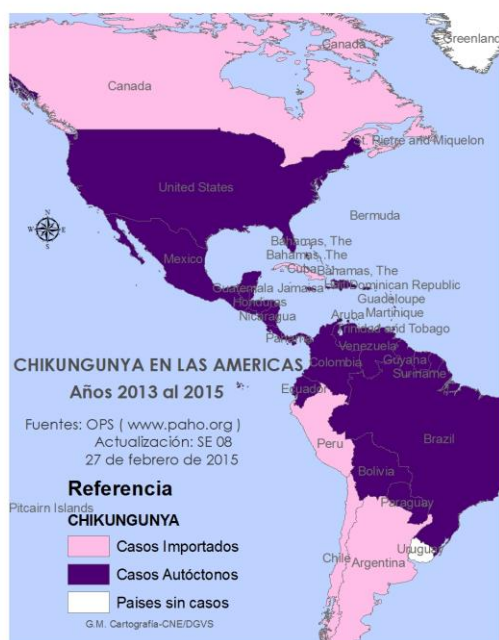 Greenland
Canada
Canada
St. Pierre and Miquelon
United States
Bermuda
Bahamas, The
Bahamas, The
Mexico
Cuba
Bahamas, The
Guatemala
Jamaica
Dominican Republic
Honduras
Guadeloupe
Nicaragua
Aruba
Martinique
Trinidad and Tobago
Venezuela
Guyana
Colombia
Suriname
CHIKUNGUNYA EN LAS AMERICAS
Años 2013 al 2015
Ecuador
Fuentes: OPS ( www.paho.org )
Actualización: SE 08
27 de febrero de 2015
Peru
Brazil
Bolivia
Paraguay
Pitcairn Islands
Uruguay
Chile
Argentina
Referencia
CHIKUNGUNYA
Casos Importados
Casos Autóctonos
Paises sin casos
G.M. Cartografía-CNE/DGVS